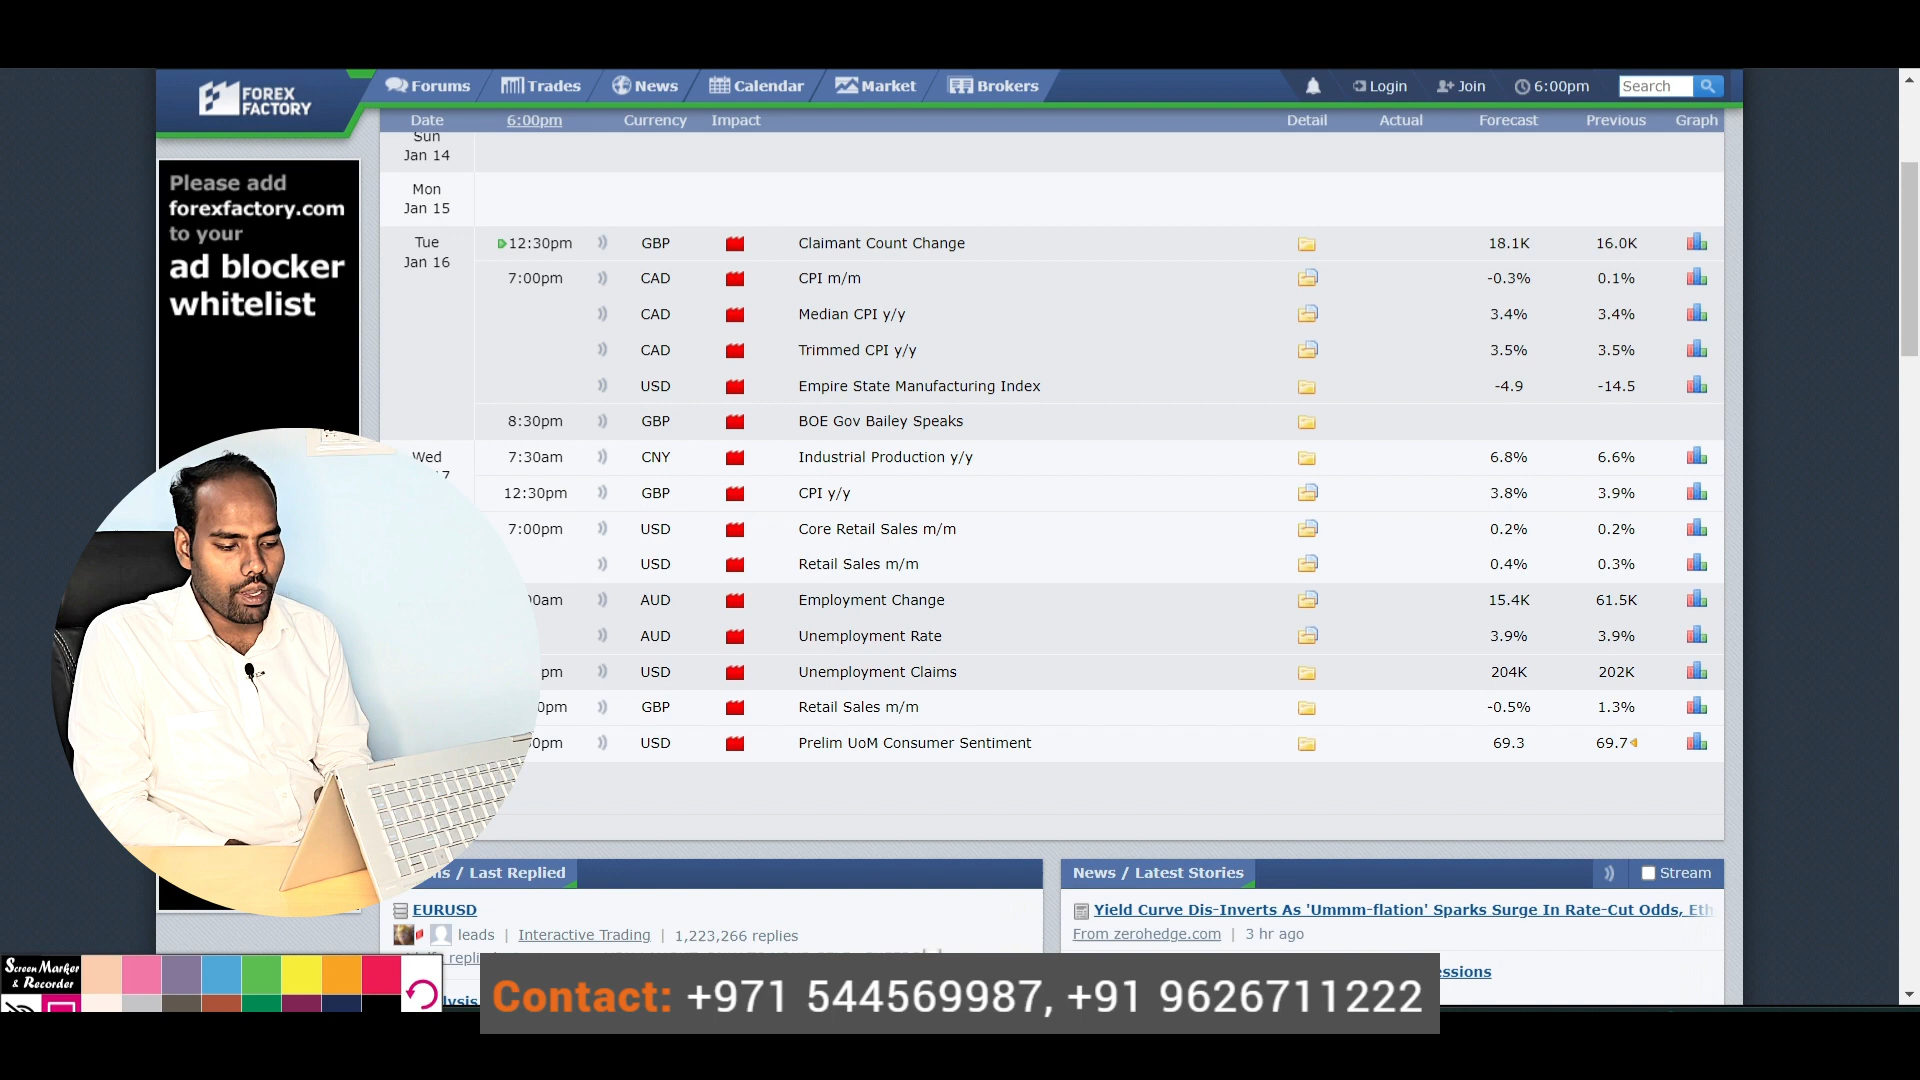 FOREX FACTORY
Forums Trades News Calendar Market Brokers Login Join 6:00pm Search
Date 6:00pm Currency Impact Detail Actual Forecast Previous Graph
Sun
Jan 14
Mon
Jan 15
Tue
Jan 16
12:30pm GBP Claimant Count Change 18.1K 16.0K
7:00pm CAD CPI m/m -0.3% 0.1%
CAD Median CPI y/y 3.4% 3.4%
CAD Trimmed CPI y/y 3.5% 3.5%
USD Empire State Manufacturing Index -4.9 -14.5
8:30pm GBP BOE Gov Bailey Speaks
Wed 7:30am CNY Industrial Production y/y 6.8% 6.6%
12:30pm GBP CPI y/y 3.8% 3.9%
7:00pm USD Core Retail Sales m/m 0.2% 0.2%
USD Retail Sales m/m 0.4% 0.3%
AUD Employment Change 15.4K 61.5K
AUD Unemployment Rate 3.9% 3.9%
USD Unemployment Claims 204K 202K
GBP Retail Sales m/m -0.5% 1.3%
USD Prelim UoM Consumer Sentiment 69.3 69.7
Please add
forexfactory.com
to your
ad blocker
whitelist
/ Last Replied
EURUSD
leads | Interactive Trading | 1,223,266 replies
News / Latest Stories Stream
Yield Curve Dis-Inverts As 'Ummm-flation' Sparks Surge In Rate-Cut Odds,
From zerohedge.com | 3 hr ago
Screen Marker
& Recorder
Contact: +971 544569987, +91 9626711222